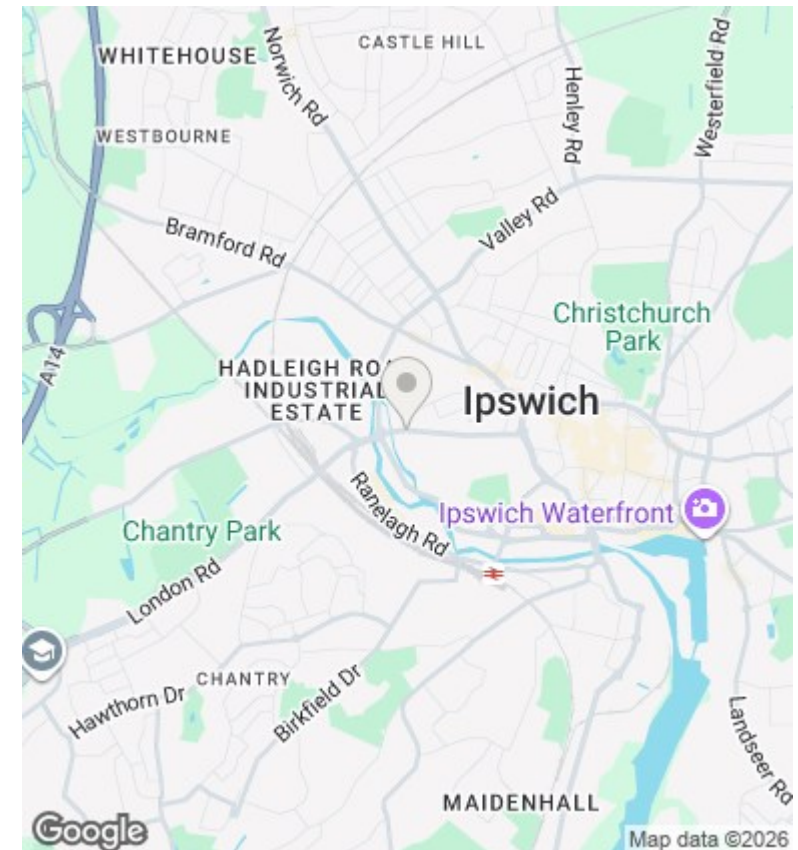 WHITEHOUSE
CASTLE HILL
Norwich Rd
Henley Rd
Westerfield Rd
WESTBOURNE
Valley Rd
Bramford Rd
Christchurch
Park
A14
HADLEIGH RO
INDUSTRIAL
ESTATE
Ipswich
Ipswich Waterfront
Ranelagh Rd
Chantry Park
London Rd
CHANTRY
Hawthorn Dr
Birkfield Dr
Landseer Rd
MAIDENHALL
Google
Map data ©2026